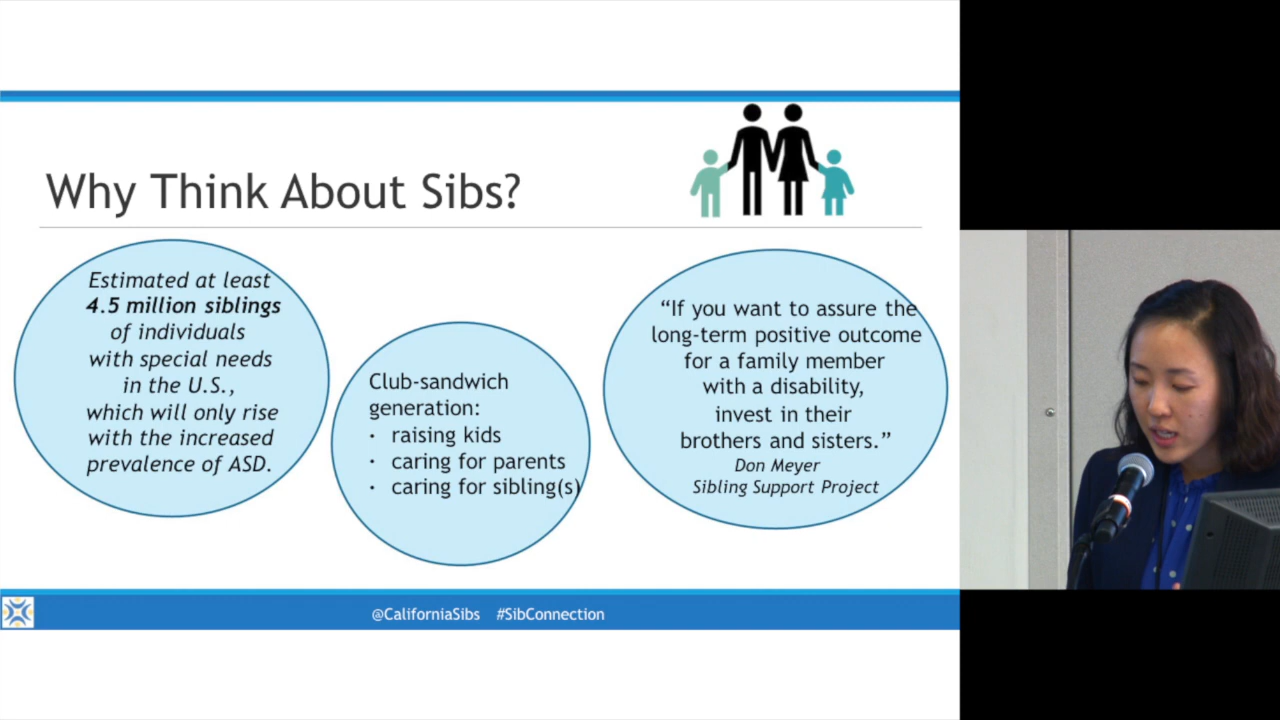 Why Think About Sibs?
Estimated at least
4.5 million siblings
of individuals
with special needs
in the U.S.,
which will only rise
with the increased
prevalence of ASD.
Club-sandwich
generation:
· raising kids
· caring for parents
· caring for sibling(s)
“If you want to assure the
long-term positive outcome
for a family member
with a disability,
invest in their
brothers and sisters.”
Don Meyer
Sibling Support Project
@CaliforniaSibs #SibConnection